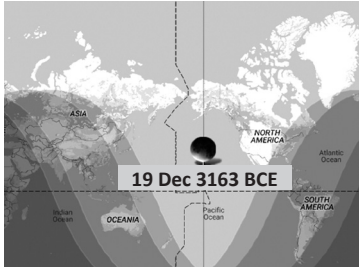 ASIA
NORTH
AMERICA
Atlantic
Ocean
19 Dec 3163 BCE
Indian
Ocean
OCEANIA
Pacific
Ocean
SOUTH
AMERICA